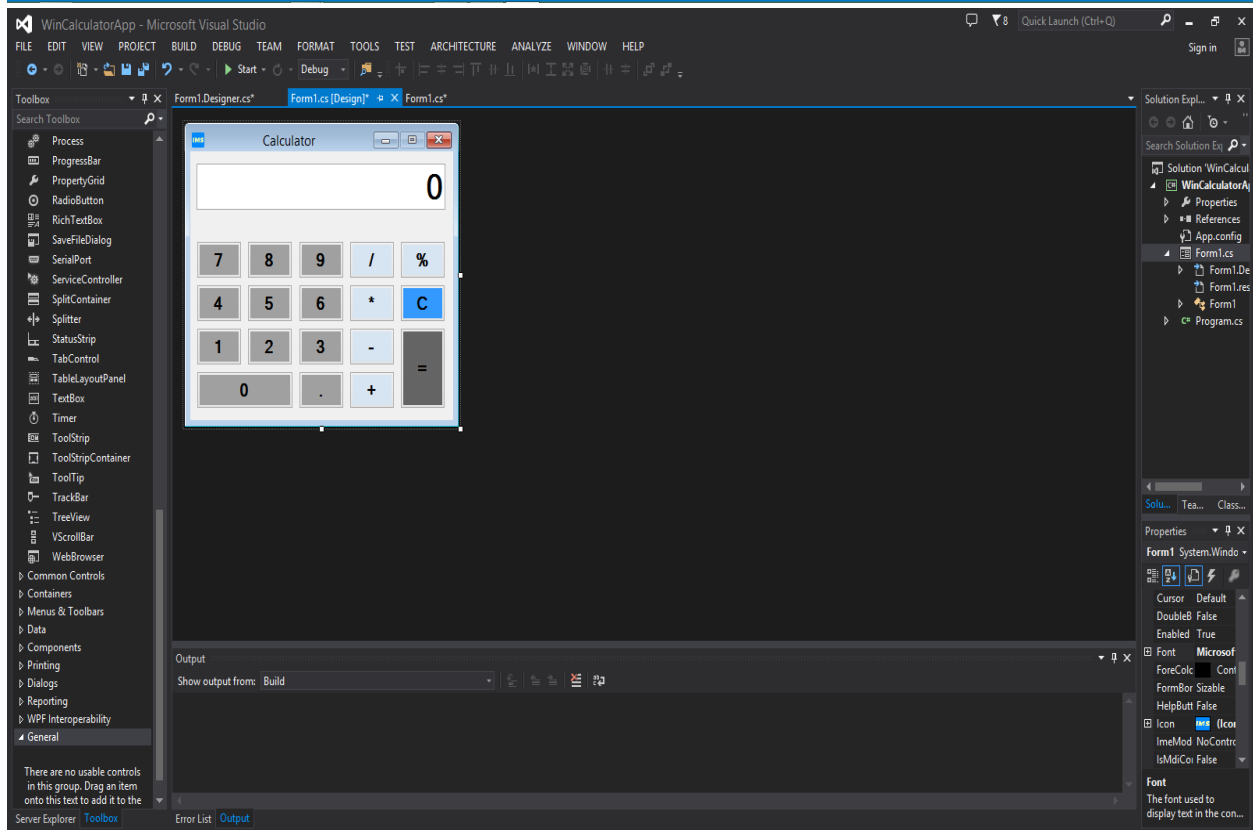 WinCalculatorApp - Microsoft Visual Studio
8
Quick Launch (Ctrl+Q)
FILE EDIT VIEW PROJECT BUILD DEBUG TEAM FORMAT TOOLS TEST ARCHITECTURE ANALYZE WINDOW HELP
Sign in
Start
Debug
Toolbox
Search Toolbox
Process
ProgressBar
PropertyGrid
RadioButton
RichTextBox
SaveFileDialog
SerialPort
ServiceController
SplitContainer
Splitter
StatusStrip
TabControl
TableLayoutPanel
TextBox
Timer
ToolStrip
ToolStripContainer
ToolTip
TrackBar
TreeView
VScrollBar
WebBrowser
Common Controls
Containers
Menus & Toolbars
Data
Components
Printing
Dialogs
Reporting
WPF Interoperability
General
There are no usable controls
in this group. Drag an item
onto this text to add it to the
Server Explorer Toolbox
Form1.Designer.cs* Form1.cs [Design]* Form1.cs*
IMS Calculator
0
7 8 9 / %
4 5 6 * C
1 2 3 -
=
0 . +
Output
Show output from: Build
Error List Output
Solution Expl...
Search Solution Ex
Solution 'WinCalcul
WinCalculatorA
Properties
References
App.config
Form1.cs
Form1.De
Form1.res
Form1
C# Program.cs
Solu... Tea... Class...
Properties
Form1 System.Windo
Cursor Default
DoubleB False
Enabled True
Font Microsof
ForeColc Cont
FormBor Sizable
HelpButt False
Icon IMS (Icon
ImeMod NoContro
IsMdiCoi False
Font
The font used to
display text in the con...